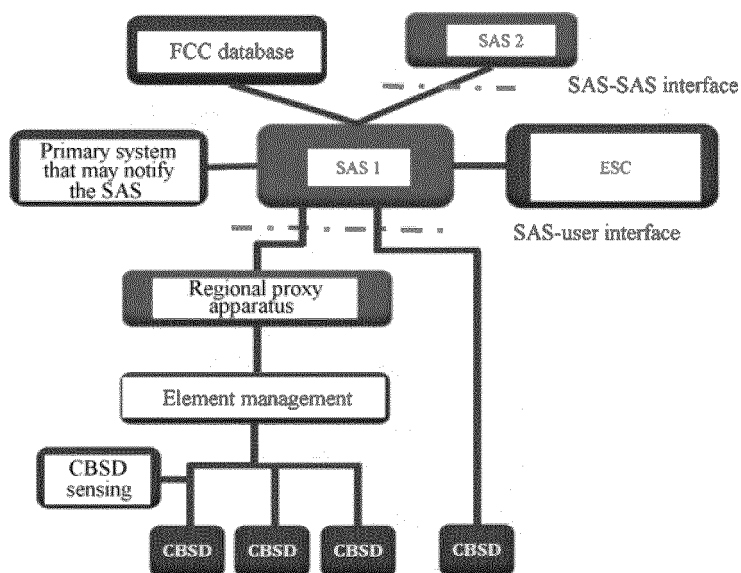 FCC database
SAS 2
SAS-SAS interface
Primary system
that may notify
the SAS
SAS 1
ESC
SAS-user interface
Regional proxy
apparatus
Element management
CBSD
sensing
CBSD
CBSD
CBSD
CBSD